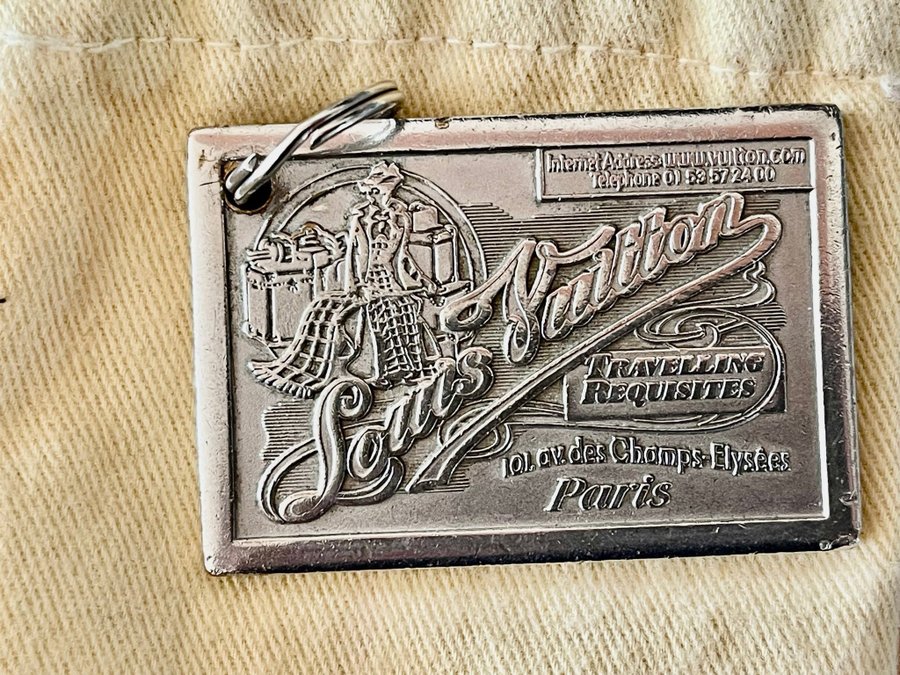 Internet Address: www.vuitton.com
Telephone 01 53 57 24 00
Louis Vuitton
TRAVELLING
REQUISITES
101. av. des Champs-Elysées
Paris